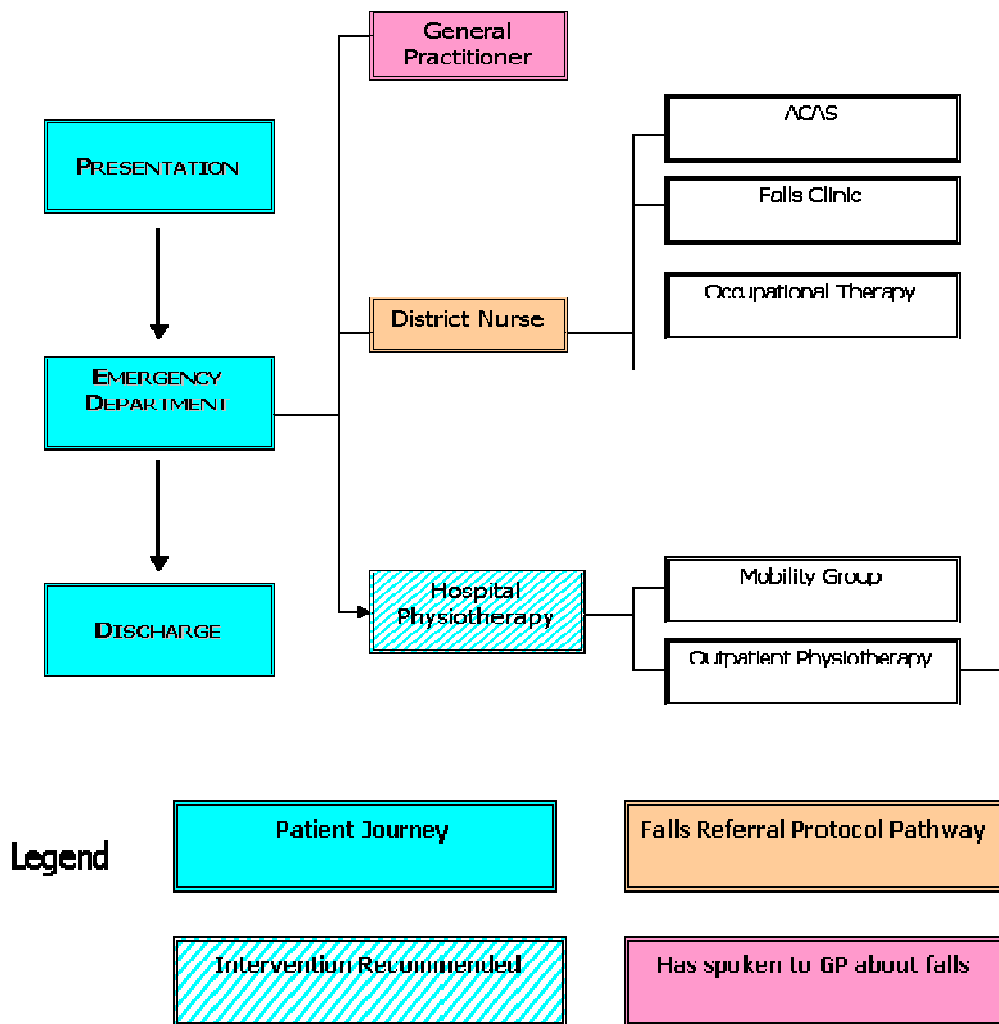 General
Practitioner
ACAS
PRESENTATION
Falls Clinic
Occupational Therapy
District Nurse
EMERGENCY
DEPARTMENT
Hospital
Physiotherapy
Mobility Group
DISCHARGE
Outpatient Physiotherapy
Legend
Patient Journey
Falls Referral Protocol Pathway
Intervention Recommended
Has spoken to GP about falls